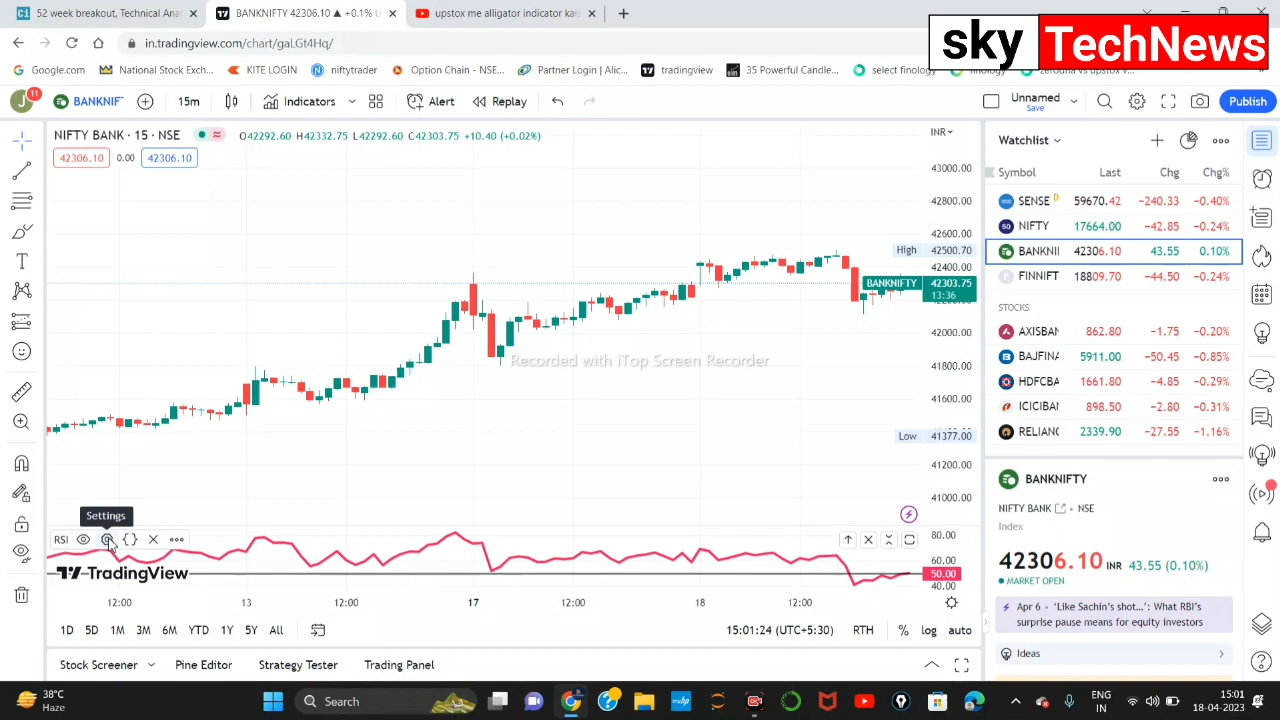 52 week breakout, Technical Anal
BANKNIFTY 42306.10 ▲ +0.1% U
upstox me alligator indicator kais
in.tradingview.com/chart/gaLGt4Hq/
sky TechNews
Google.com
National Stock Exc...
niftytrader
Option Chain - NSE...
Partner Login | Alic...
tradingview
35 Powerful Candle...
select finology
J
11
BANKNIF
15m
Indicators
Alert
Replay
Unnamed
Save
Publish
NIFTY BANK · 15 · NSE
O42292.60 H42332.75 L42292.60 C42303.75 +10.40 (+0.02%)
42306.10
0.00
42306.10
INR
43000.00
42800.00
42600.00
High 42500.70
42400.00
BANKNIFTY 42303.75
13:36
42000.00
41800.00
41600.00
Low 41377.00
41200.00
41000.00
Recorded with iTop Screen Recorder
Settings
RSI
80.00
60.00
50.00
40.00
TradingView
12:00
13
12:00
17
12:00
18
12:00
1D 5D 1M 3M 6M YTD 1Y 5Y All
15:01:24 (UTC+5:30)
RTH
% log auto
Stock Screener
Pine Editor
Strategy Tester
Trading Panel
Watchlist
Symbol Last Chg Chg%
SENSE D 59670.42 −240.33 −0.40%
NIFTY 17664.00 −42.85 −0.24%
BANKNII 42306.10 43.55 0.10%
FINNIFT 18809.70 −44.50 −0.24%
STOCKS
AXISBAN 862.80 −1.75 −0.20%
BAJFINA 5911.00 −50.45 −0.85%
HDFCBA 1661.80 −4.85 −0.29%
ICICIBAN 898.50 −2.80 −0.31%
RELIANC 2339.90 −27.55 −1.16%
BANKNIFTY
NIFTY BANK · NSE
Index
42306.10 INR 43.55 (0.10%)
MARKET OPEN
Apr 6 · ‘Like Sachin's shot...’: What RBI's
surprise pause means for equity investors
Ideas
38°C
Haze
Search
ENG
IN
15:01
18-04-2023